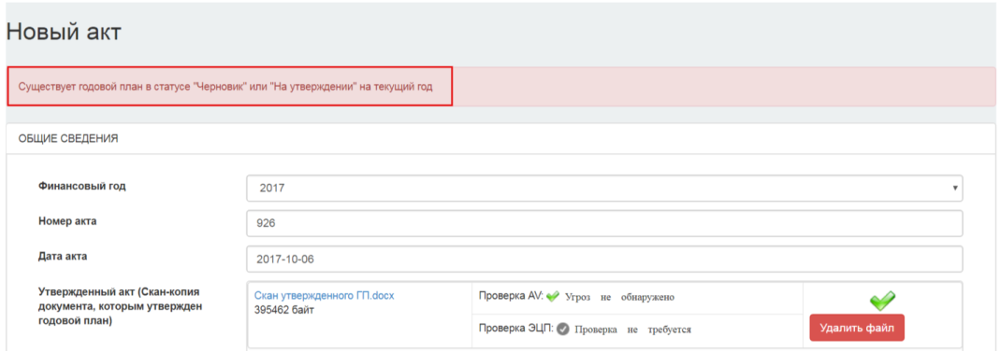 Новый акт
Существует годовой план в статусе "Черновик" или "На утверждении" на текущий год
ОБЩИЕ СВЕДЕНИЯ
Финансовый год
2017
Номер акта
926
Дата акта
2017-10-06
Утвержденный акт (Скан-копия
документа, которым утвержден
годовой план)
Скан утвержденного ГП.docx
395462 байт
Проверка AV: Угроз не обнаружено
Проверка ЭЦП: Проверка не требуется
Удалить файл